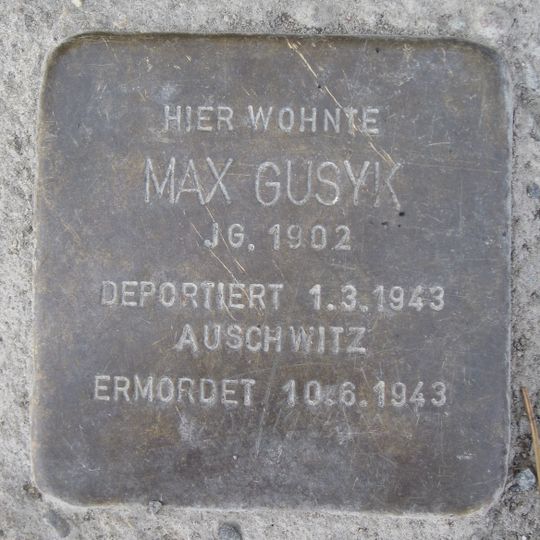 HIER WOHNTE
MAX GUSYK
JG. 1902
DEPORTIERT 1.3.1943
AUSCHWITZ
ERMORDET 10.6.1943